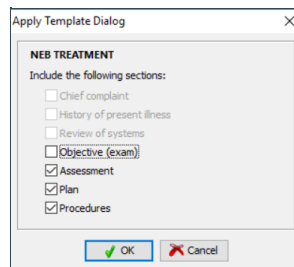 Apply Template Dialog
NEB TREATMENT
Include the following sections:
Chief complaint
History of present illness
Review of systems
Objective (exam)
Assessment
Plan
Procedures
OK Cancel